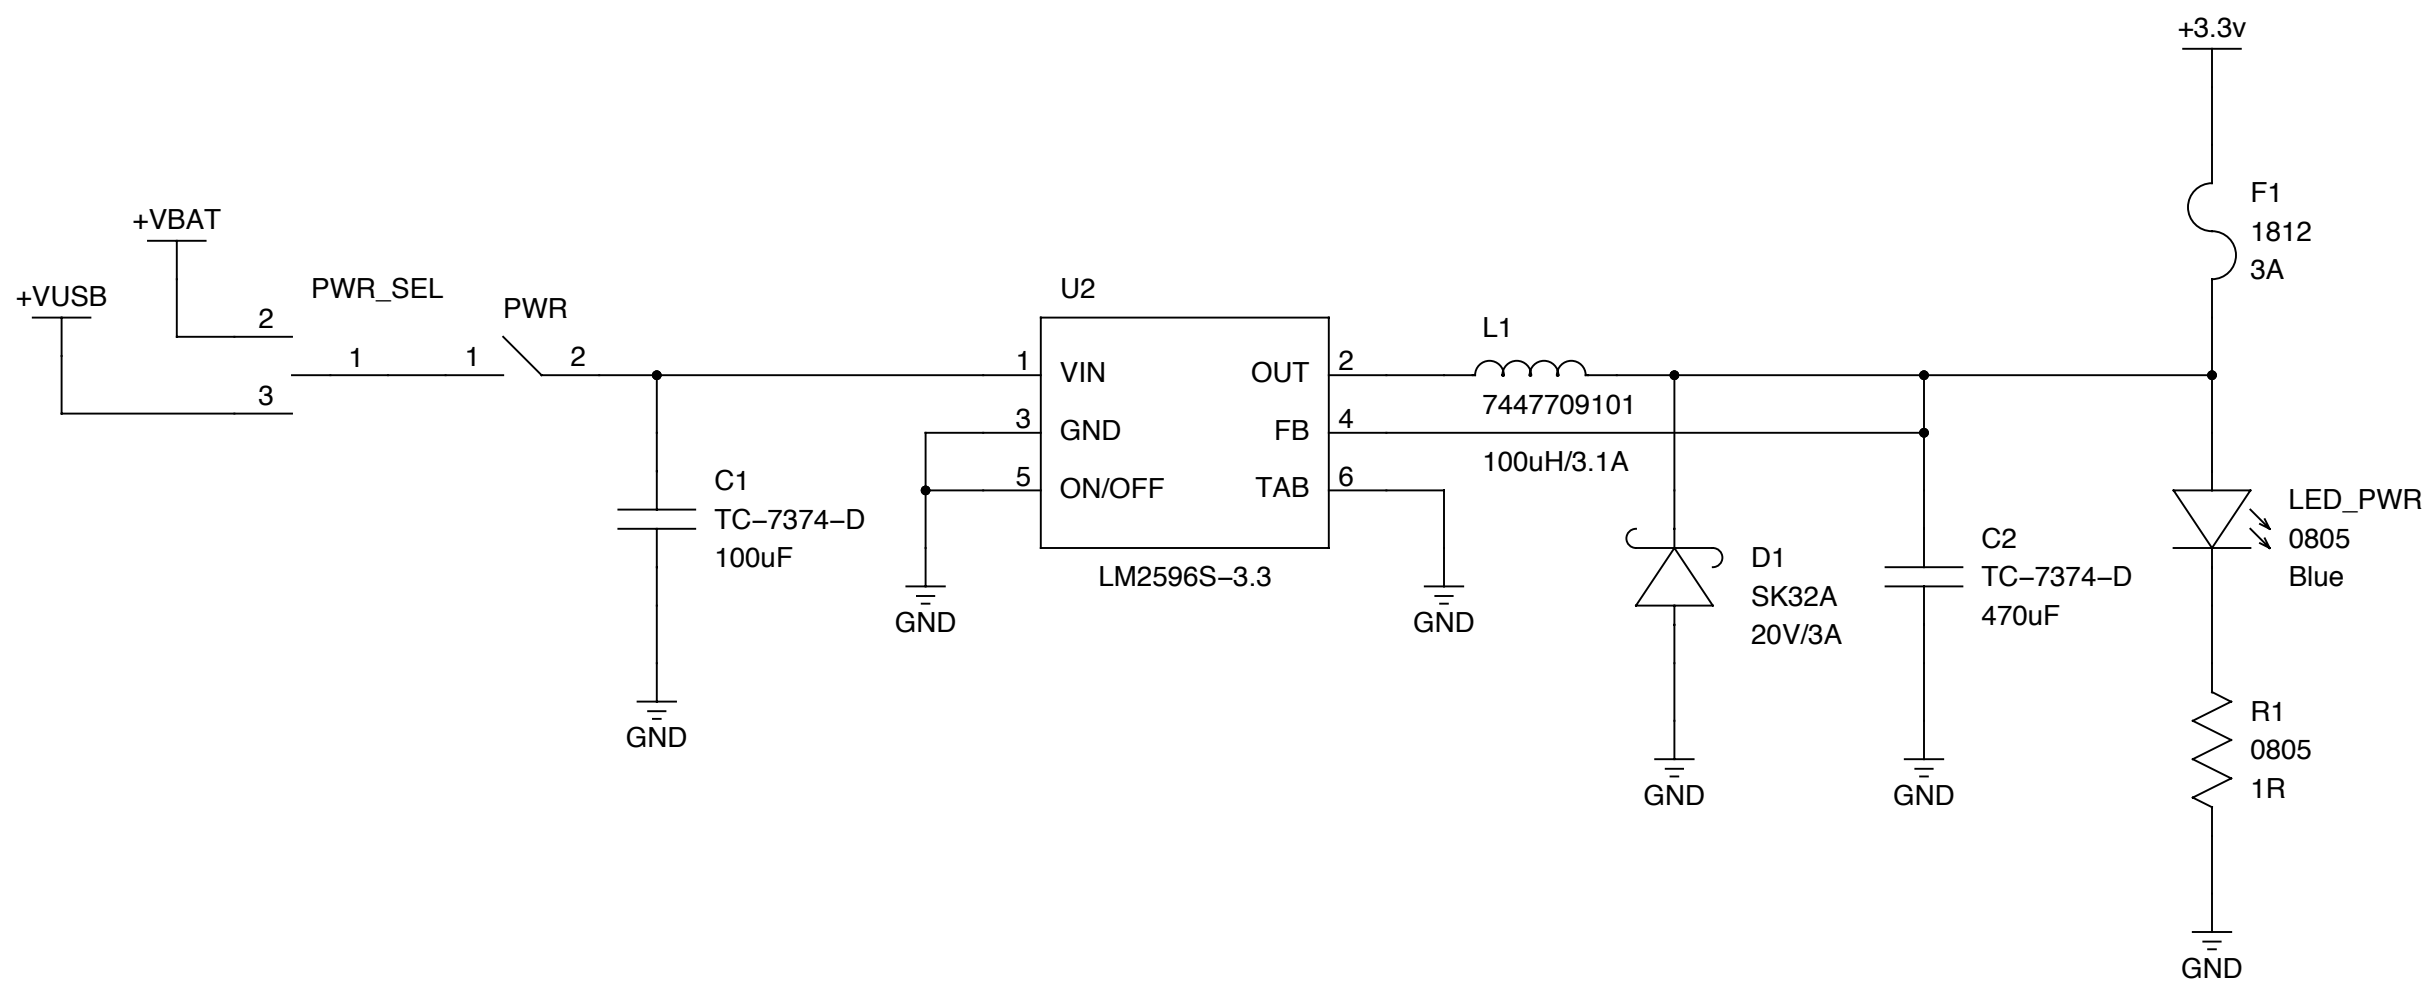 +3.3v
F1
1812
3A
+VBAT
+VUSB
PWR_SEL
2
1
3
PWR
1
2
C1
TC-7374-D
100uF
GND
U2
1
VIN
3
GND
5
ON/OFF
OUT
2
FB
4
TAB
6
LM2596S-3.3
GND
GND
L1
7447709101
100uH/3.1A
D1
SK32A
20V/3A
GND
C2
TC-7374-D
470uF
GND
LED_PWR
0805
Blue
R1
0805
1R
GND